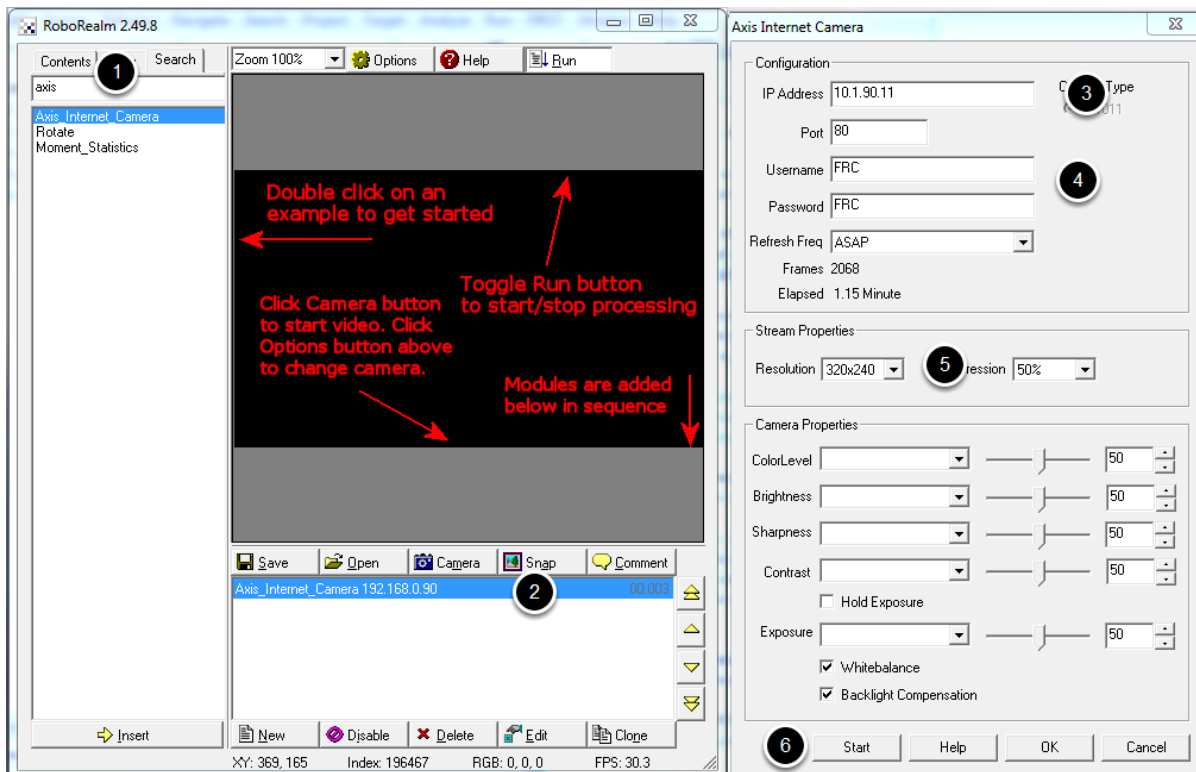 RoboRealm 2.49.8
Contents
1
Search
axis
Axis_Internet_Camera
Rotate
Moment_Statistics
Insert
Zoom 100%
Options
Help
Run
Double click on an
example to get started
Toggle Run button
to start/stop processing
Click Camera button
to start video. Click
Options button above
to change camera.
Modules are added
below in sequence
Save
Open
Camera
Snap
Comment
Axis_Internet_Camera 192.168.0.90
00:003
2
New
Disable
Delete
Edit
Clone
XY: 369, 165
Index: 196467
RGB: 0, 0, 0
FPS: 30.3
Axis Internet Camera
Configuration
IP Address 10.1.90.11
3
Type
Port 80
Username FRC
4
Password FRC
Refresh Freq ASAP
Frames 2068
Elapsed 1.15 Minute
Stream Properties
Resolution 320x240
5
ression 50%
Camera Properties
ColorLevel 50
Brightness 50
Sharpness 50
Contrast 50
Hold Exposure
Exposure 50
Whitebalance
Backlight Compensation
6
Start
Help
OK
Cancel